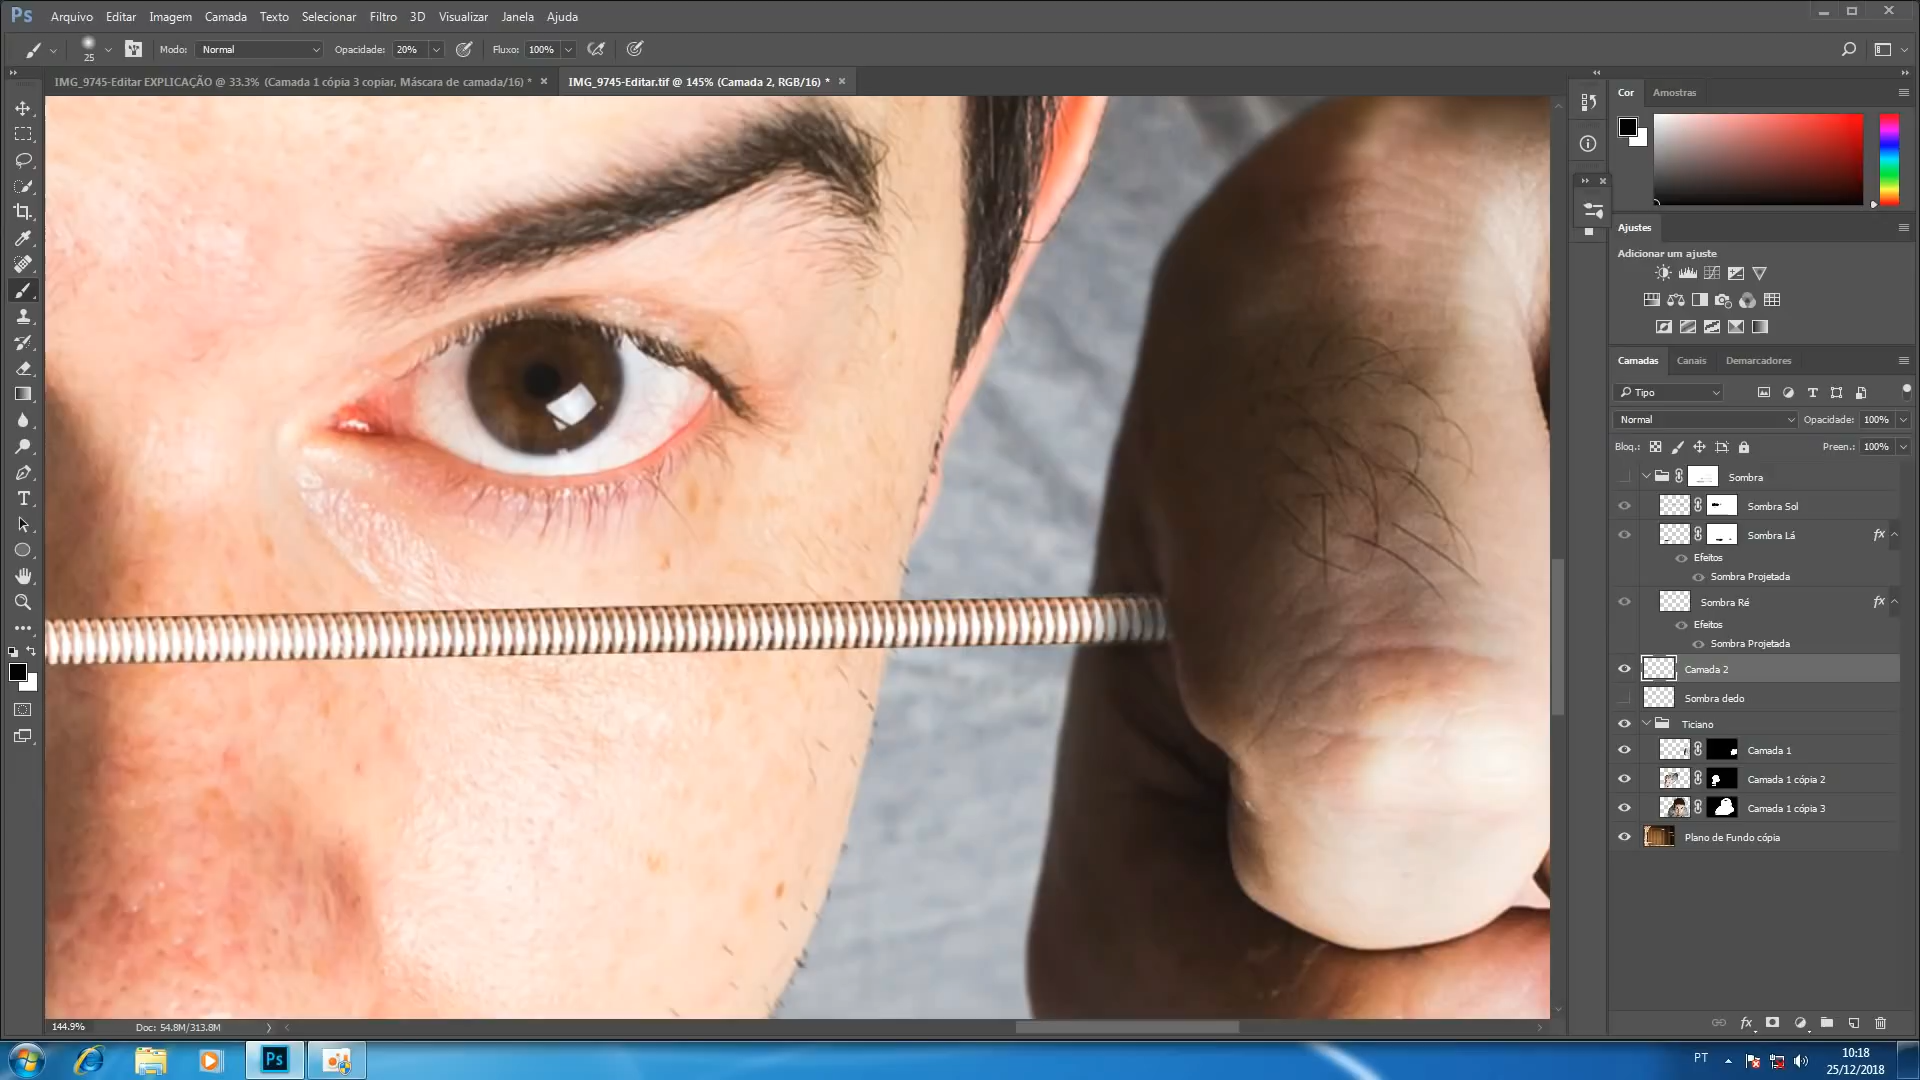 Ps Arquivo Editar Imagem Camada Texto Selecionar Filtro 3D Visualizar Janela Ajuda
25 Modo: Normal Opacidade: 20% Fluxo: 100%
IMG_9745-Editar EXPLICAÇÃO @ 33.3% (Camada 1 cópia 3 copiar, Máscara de camada/16) * IMG_9745-Editar.tif @ 145% (Camada 2, RGB/16) *
Cor Amostras
Ajustes
Adicionar um ajuste
Camadas Canais Demarcadores
Tipo
Normal Opacidade: 100%
Bloq.: Preen.: 100%
Sombra
Sombra Sol
Sombra Lá fx
Efeitos
Sombra Projetada
Sombra Ré fx
Efeitos
Sombra Projetada
Camada 2
Sombra dedo
Ticiano
Camada 1
Camada 1 cópia 2
Camada 1 cópia 3
Plano de Fundo cópia
fx
144.9% Doc: 54.8M/313.8M
Ps PT 10:18
25/12/2018